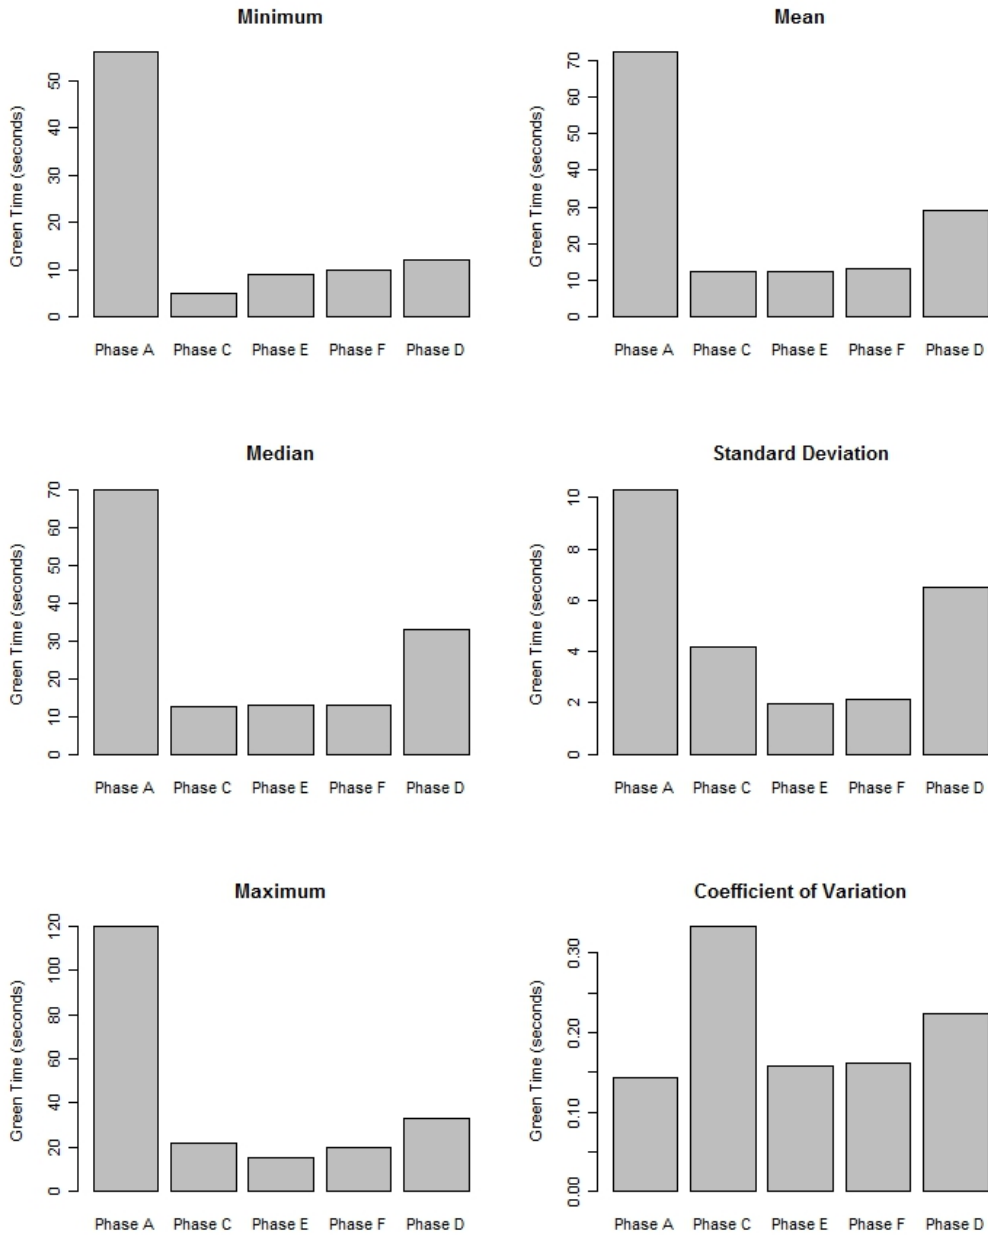 Minimum
Green Time (seconds)
0 10 20 30 40 50
Phase A Phase C Phase E Phase F Phase D
Mean
Green Time (seconds)
0 10 20 30 40 50 60 70
Phase A Phase C Phase E Phase F Phase D
Median
Green Time (seconds)
0 10 20 30 40 50 60 70
Phase A Phase C Phase E Phase F Phase D
Standard Deviation
Green Time (seconds)
0 2 4 6 8 10
Phase A Phase C Phase E Phase F Phase D
Maximum
Green Time (seconds)
0 20 40 60 80 100 120
Phase A Phase C Phase E Phase F Phase D
Coefficient of Variation
Green Time (seconds)
0.00 0.10 0.20 0.30
Phase A Phase C Phase E Phase F Phase D